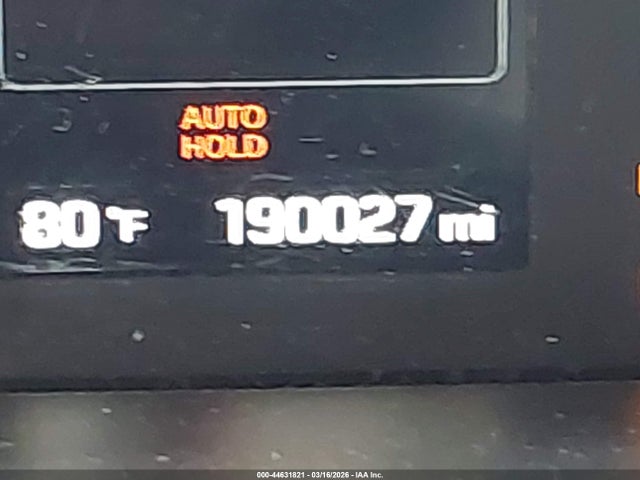 AUTO
HOLD
80°F 190027 mi
000-44631821 - 03/16/2026 - IAA Inc.